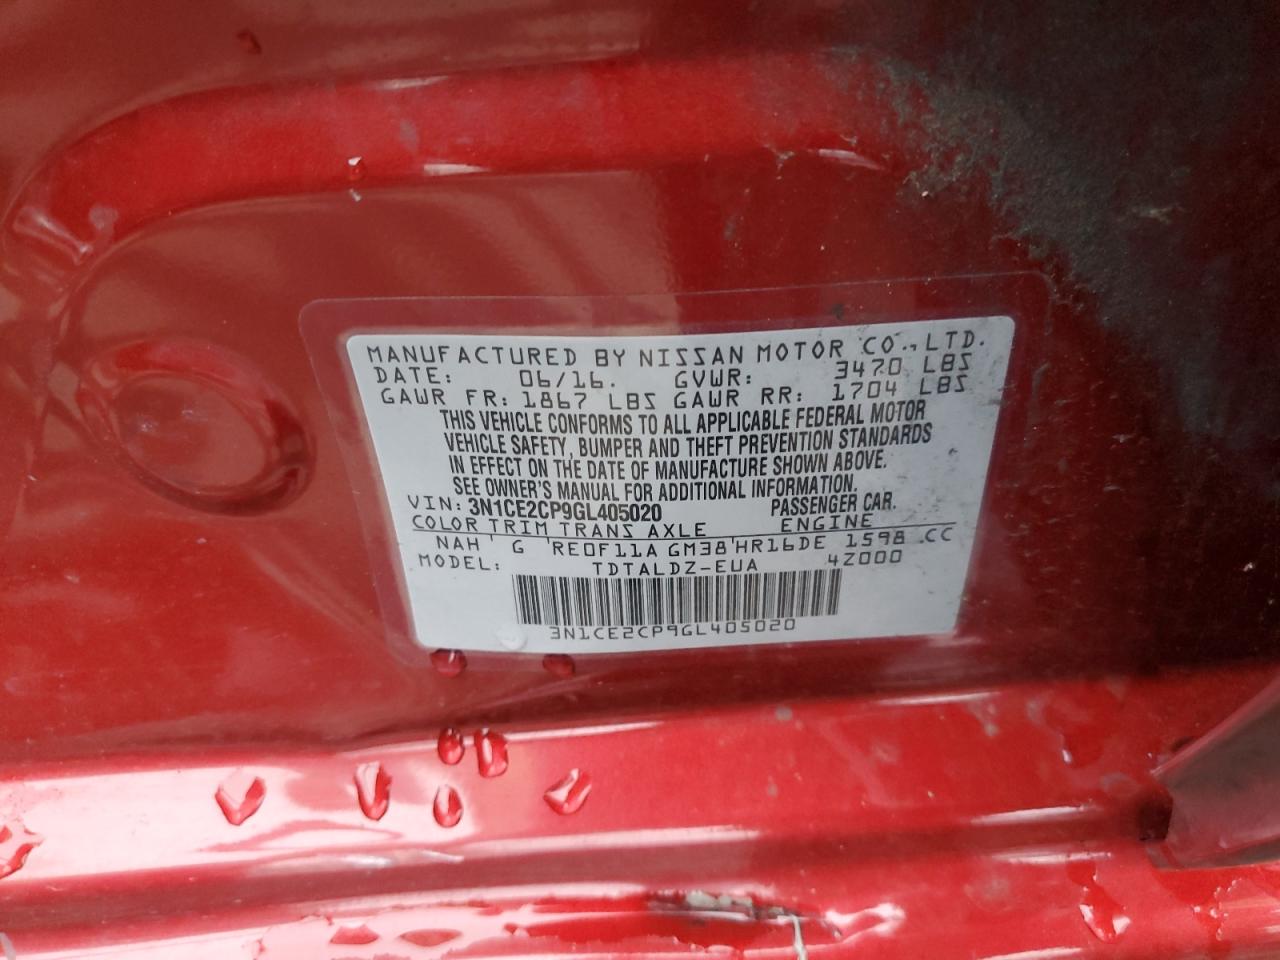 MANUFACTURED BY NISSAN MOTOR CO., LTD.
DATE: 06/16. GVWR: 3470 LBS
GAWR FR: 1867 LBS GAWR RR: 1704 LBS
THIS VEHICLE CONFORMS TO ALL APPLICABLE FEDERAL MOTOR
VEHICLE SAFETY, BUMPER AND THEFT PREVENTION STANDARDS
IN EFFECT ON THE DATE OF MANUFACTURE SHOWN ABOVE.
SEE OWNER'S MANUAL FOR ADDITIONAL INFORMATION.
VIN: 3N1CE2CP9GL405020 PASSENGER CAR.
COLOR TRIM TRANS AXLE ENGINE
NAH G RE0F11A GM38 HR16DE 1598 CC
MODEL: TDTALDZ-EUA 4Z000
3N1CE2CP9GL405020